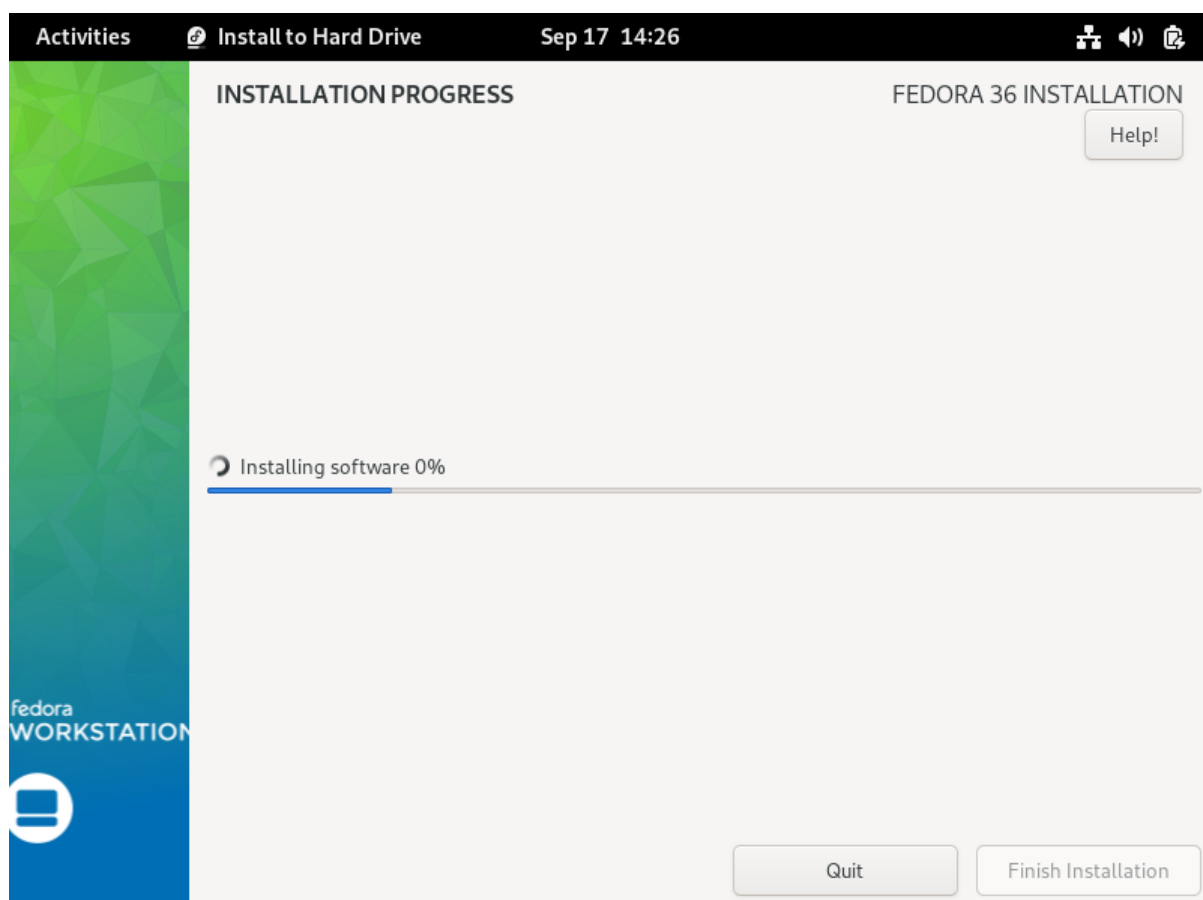 Activities Install to Hard Drive Sep 17 14:26
INSTALLATION PROGRESS FEDORA 36 INSTALLATION
Help!
Installing software 0%
fedora
WORKSTATION
Quit Finish Installation